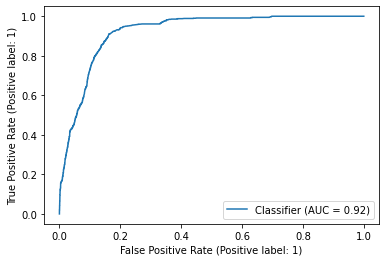 1.0
0.8
0.6
0.4
0.2
0.0
True Positive Rate (Positive label: 1)
Classifier (AUC = 0.92)
0.0 0.2 0.4 0.6 0.8 1.0
False Positive Rate (Positive label: 1)